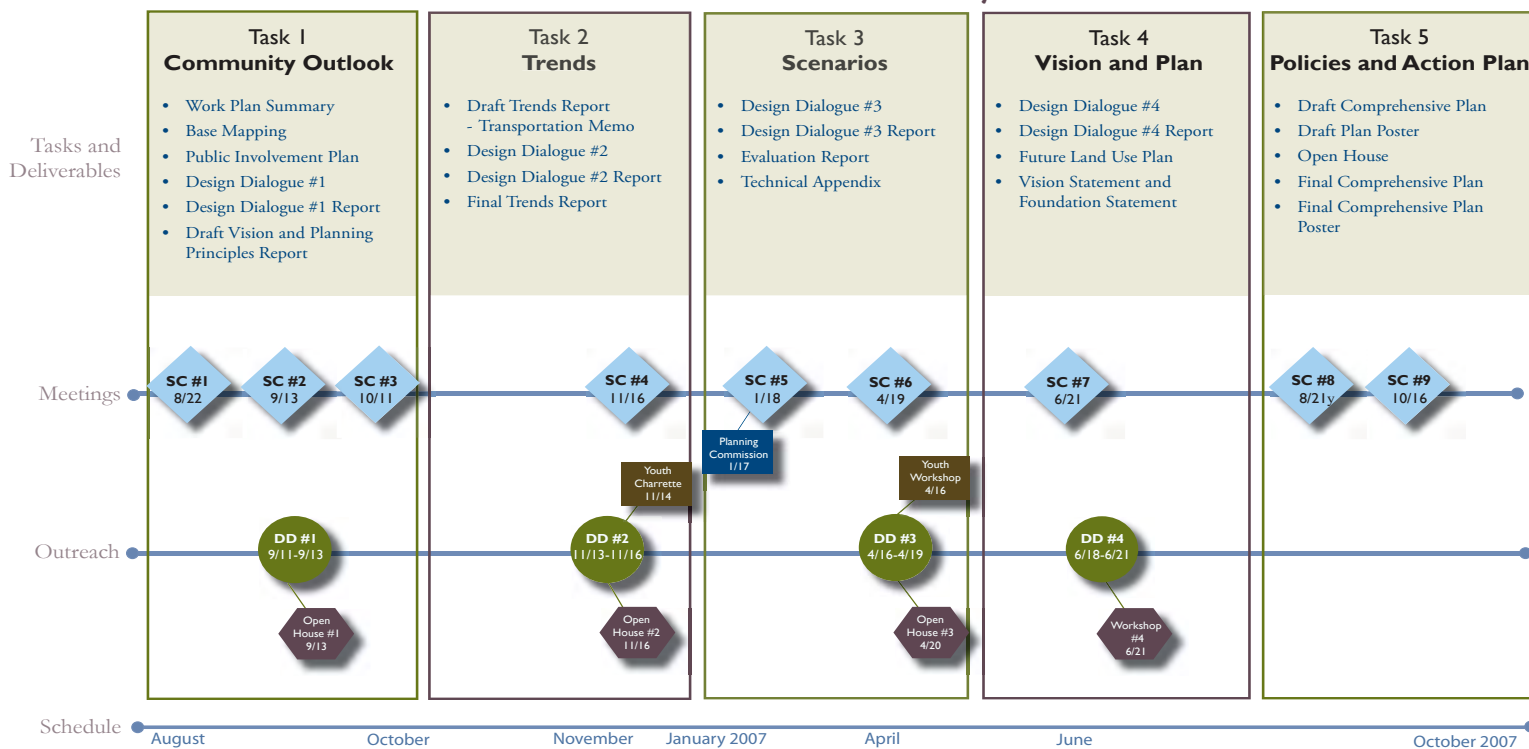 Task 1
Community Outlook
• Work Plan Summary
• Base Mapping
• Public Involvement Plan
• Design Dialogue #1
• Design Dialogue #1 Report
• Draft Vision and Planning
Principles Report
Task 2
Trends
• Draft Trends Report
- Transportation Memo
• Design Dialogue #2
• Design Dialogue #2 Report
• Final Trends Report
Task 3
Scenarios
• Design Dialogue #3
• Design Dialogue #3 Report
• Evaluation Report
• Technical Appendix
Task 4
Vision and Plan
• Design Dialogue #4
• Design Dialogue #4 Report
• Future Land Use Plan
• Vision Statement and
Foundation Statement
Task 5
Policies and Action Plan
• Draft Comprehensive Plan
• Draft Plan Poster
• Open House
• Final Comprehensive Plan
• Final Comprehensive Plan
Poster
Tasks and
Deliverables
Meetings
SC #1
8/22
SC #2
9/13
SC #3
10/11
SC #4
11/16
SC #5
1/18
SC #6
4/19
SC #7
6/21
SC #8
8/21y
SC #9
10/16
Planning
Commission
1/17
Youth
Charrette
11/14
Youth
Workshop
4/16
Outreach
DD #1
9/11-9/13
DD #2
11/13-11/16
DD #3
4/16-4/19
DD #4
6/18-6/21
Open
House #1
9/13
Open
House #2
11/16
Open
House #3
4/20
Workshop
#4
6/21
Schedule
August
October
November
January 2007
April
June
October 2007